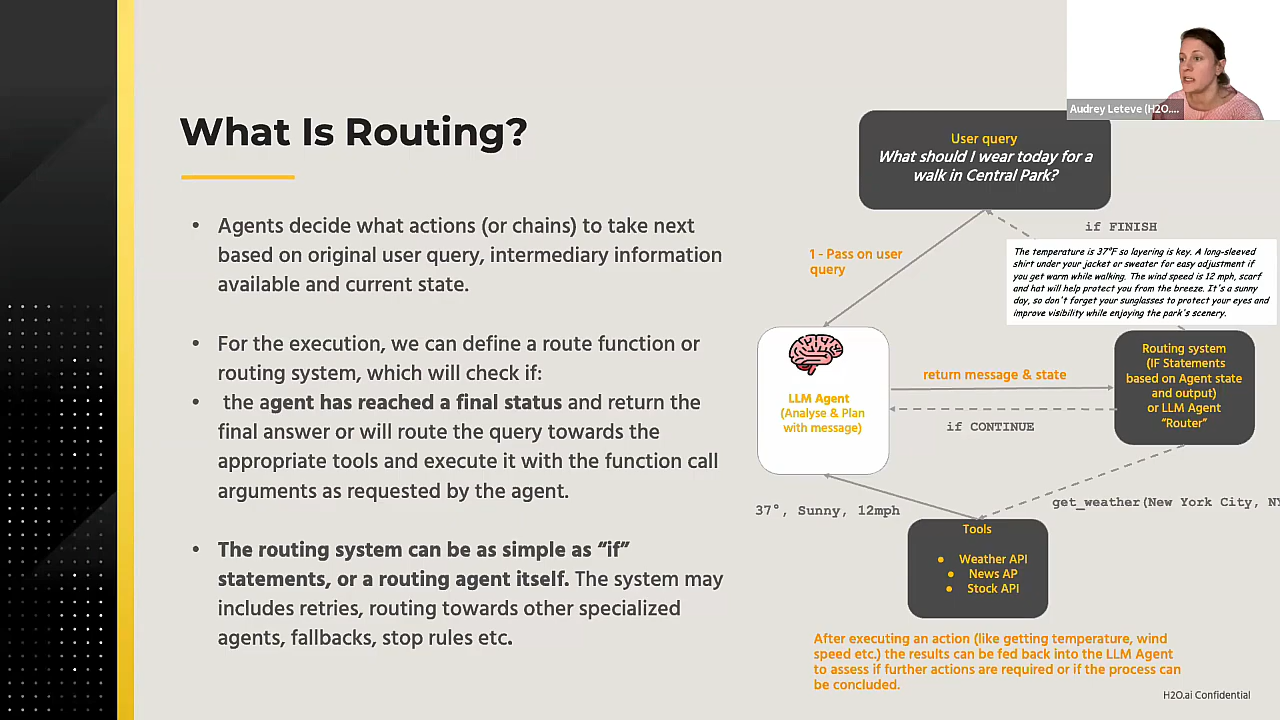 What Is Routing?
Agents decide what actions (or chains) to take next
based on original user query, intermediary information
available and current state.
For the execution, we can define a route function or
routing system, which will check if:
the agent has reached a final status and return the
final answer or will route the query towards the
appropriate tools and execute it with the function call
arguments as requested by the agent.
The routing system can be as simple as “if”
statements, or a routing agent itself. The system may
includes retries, routing towards other specialized
agents, fallbacks, stop rules etc.
Audrey Leteve (H2O....
User query
What should I wear today for a
walk in Central Park?
1 - Pass on user
query
if FINISH
The temperature is 37°F so layering is key. A long-sleeved
shirt under your jacket or sweater for easy adjustment if
you get warm while walking. The wind speed is 12 mph, scarf
and hat will help protect you from the breeze. It's a sunny
day, so don't forget your sunglasses to protect your eyes and
improve visibility while enjoying the park's scenery.
LLM Agent
(Analyse & Plan
with message)
return message & state
if CONTINUE
Routing system
(IF Statements
based on Agent state
and output)
or LLM Agent
“Router”
37°, Sunny, 12mph
get_weather(New York City, NY
Tools
Weather API
News AP
Stock API
After executing an action (like getting temperature, wind
speed etc.) the results can be fed back into the LLM Agent
to assess if further actions are required or if the process can
be concluded.
H2O.ai Confidential